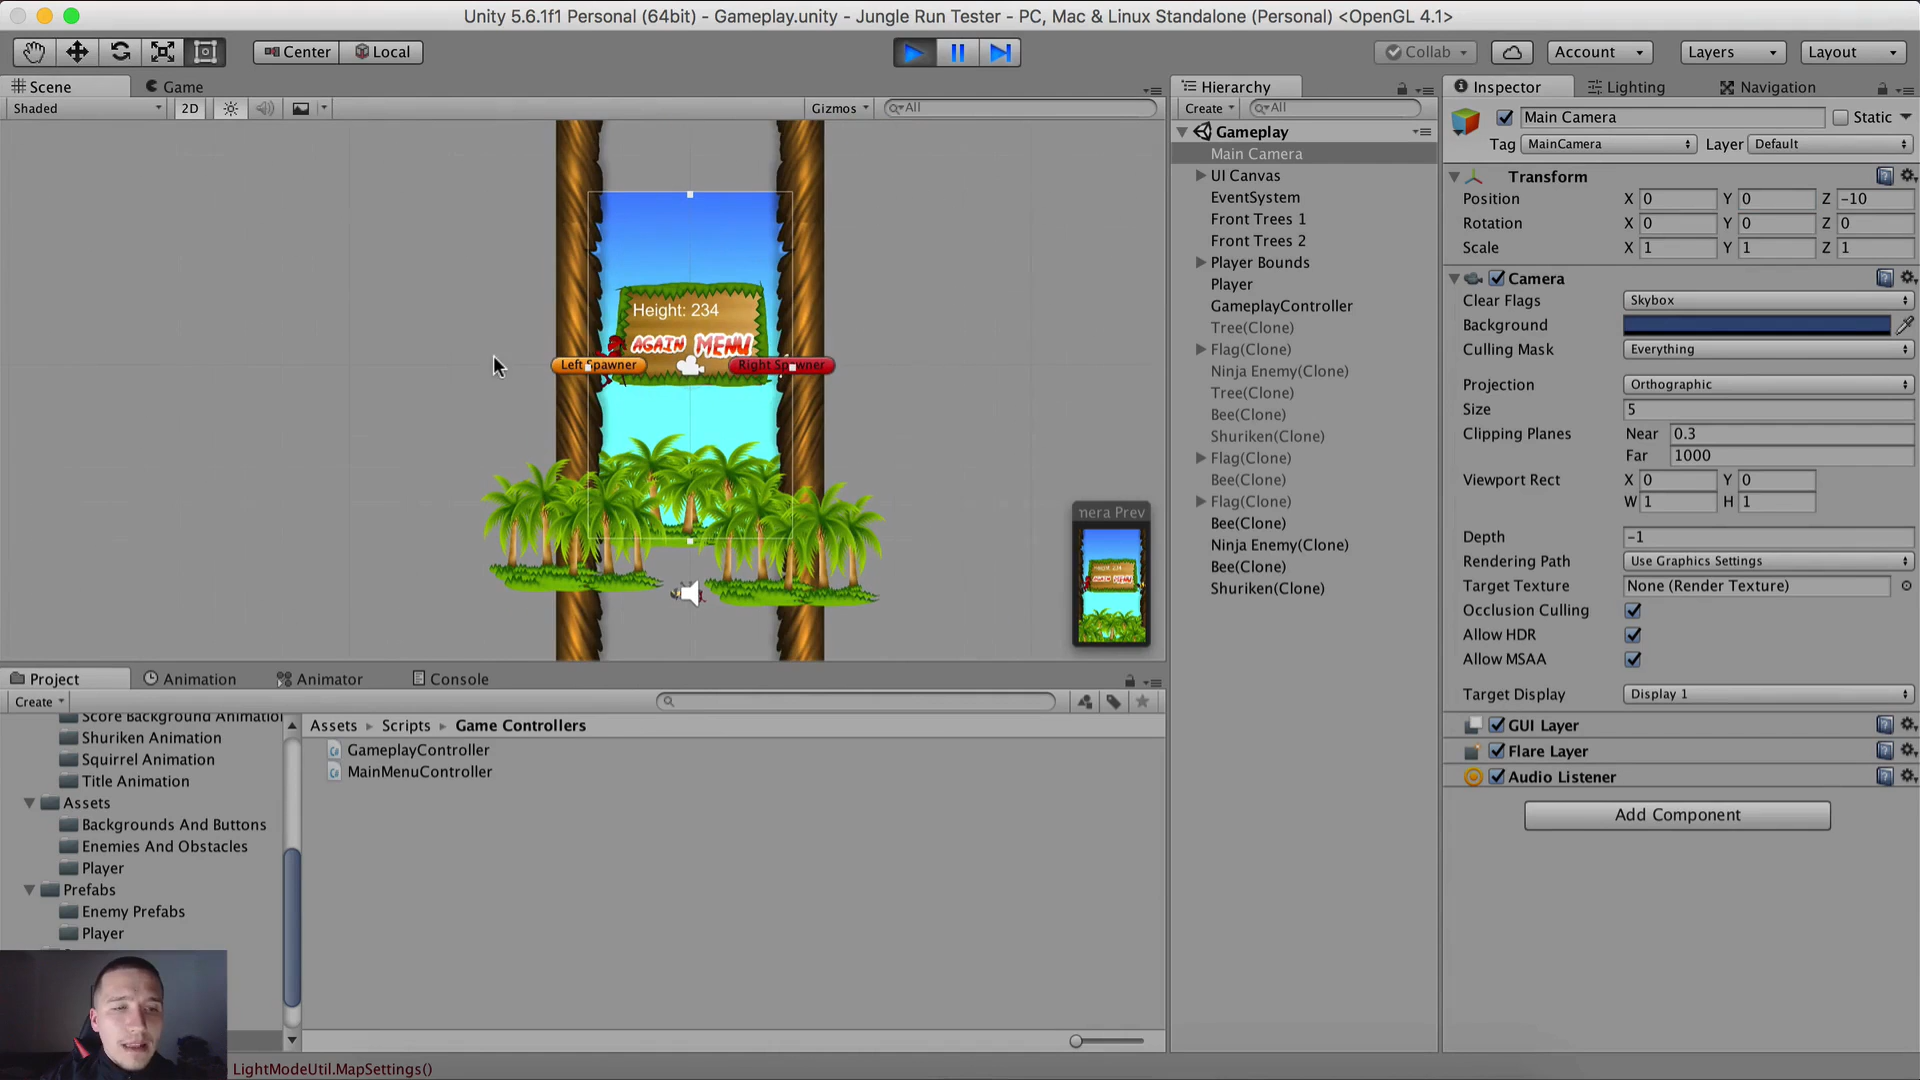 Unity 5.6.1f1 Personal (64bit) - Gameplay.unity - Jungle Run Tester - PC, Mac & Linux Standalone (Personal) <OpenGL 4.1>
Center
Local
Collab
Account
Layers
Layout
Scene
Game
Shaded
2D
Gizmos
All
Height: 234
AGAIN MENU
Left Spawner
Right Spawner
mera Prev
Hierarchy
Create
All
Gameplay
Main Camera
UI Canvas
EventSystem
Front Trees 1
Front Trees 2
Player Bounds
Player
GameplayController
Tree(Clone)
Flag(Clone)
Ninja Enemy(Clone)
Tree(Clone)
Bee(Clone)
Shuriken(Clone)
Flag(Clone)
Bee(Clone)
Flag(Clone)
Bee(Clone)
Ninja Enemy(Clone)
Bee(Clone)
Shuriken(Clone)
Inspector
Lighting
Navigation
Main Camera
Static
Tag MainCamera
Layer Default
Transform
Position X 0 Y 0 Z -10
Rotation X 0 Y 0 Z 0
Scale X 1 Y 1 Z 1
Camera
Clear Flags Skybox
Background
Culling Mask Everything
Projection Orthographic
Size 5
Clipping Planes Near 0.3
Far 1000
Viewport Rect X 0 Y 0
W 1 H 1
Depth -1
Rendering Path Use Graphics Settings
Target Texture None (Render Texture)
Occlusion Culling
Allow HDR
Allow MSAA
Target Display Display 1
GUI Layer
Flare Layer
Audio Listener
Add Component
Project
Animation
Animator
Console
Create
Score Background Animation
Shuriken Animation
Squirrel Animation
Title Animation
Assets
Backgrounds And Buttons
Enemies And Obstacles
Player
Prefabs
Enemy Prefabs
Player
Assets Scripts Game Controllers
GameplayController
MainMenuController
LightModeUtil.MapSettings()